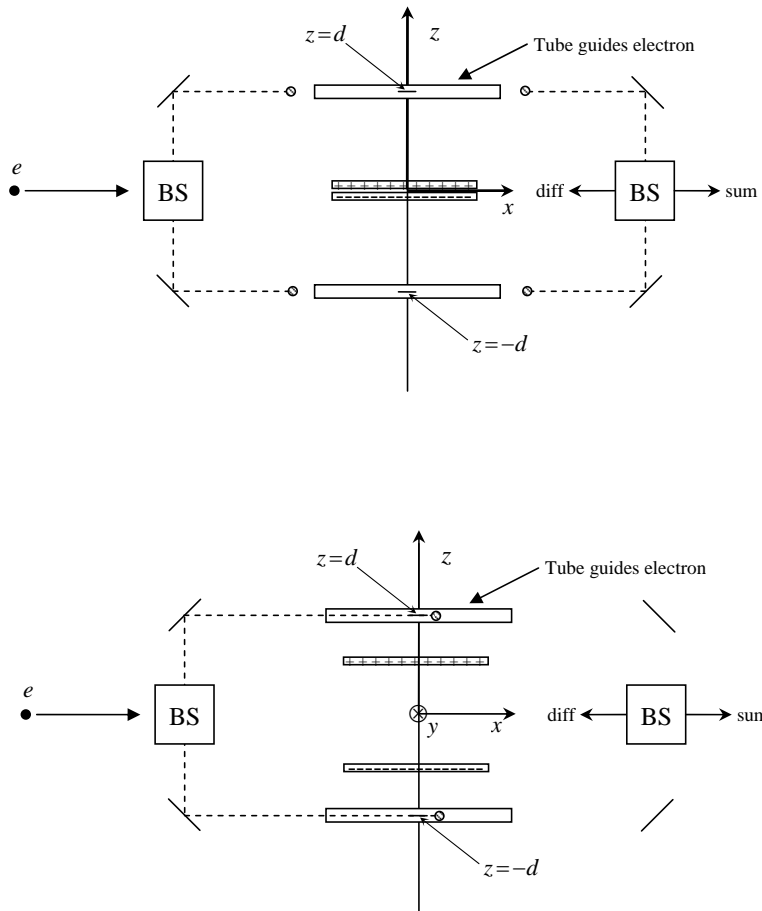 z
z=d
Tube guides electron
e
BS
x
diff
BS
sum
z=−d
z
z=d
Tube guides electron
e
BS
y
x
diff
BS
sum
z=−d